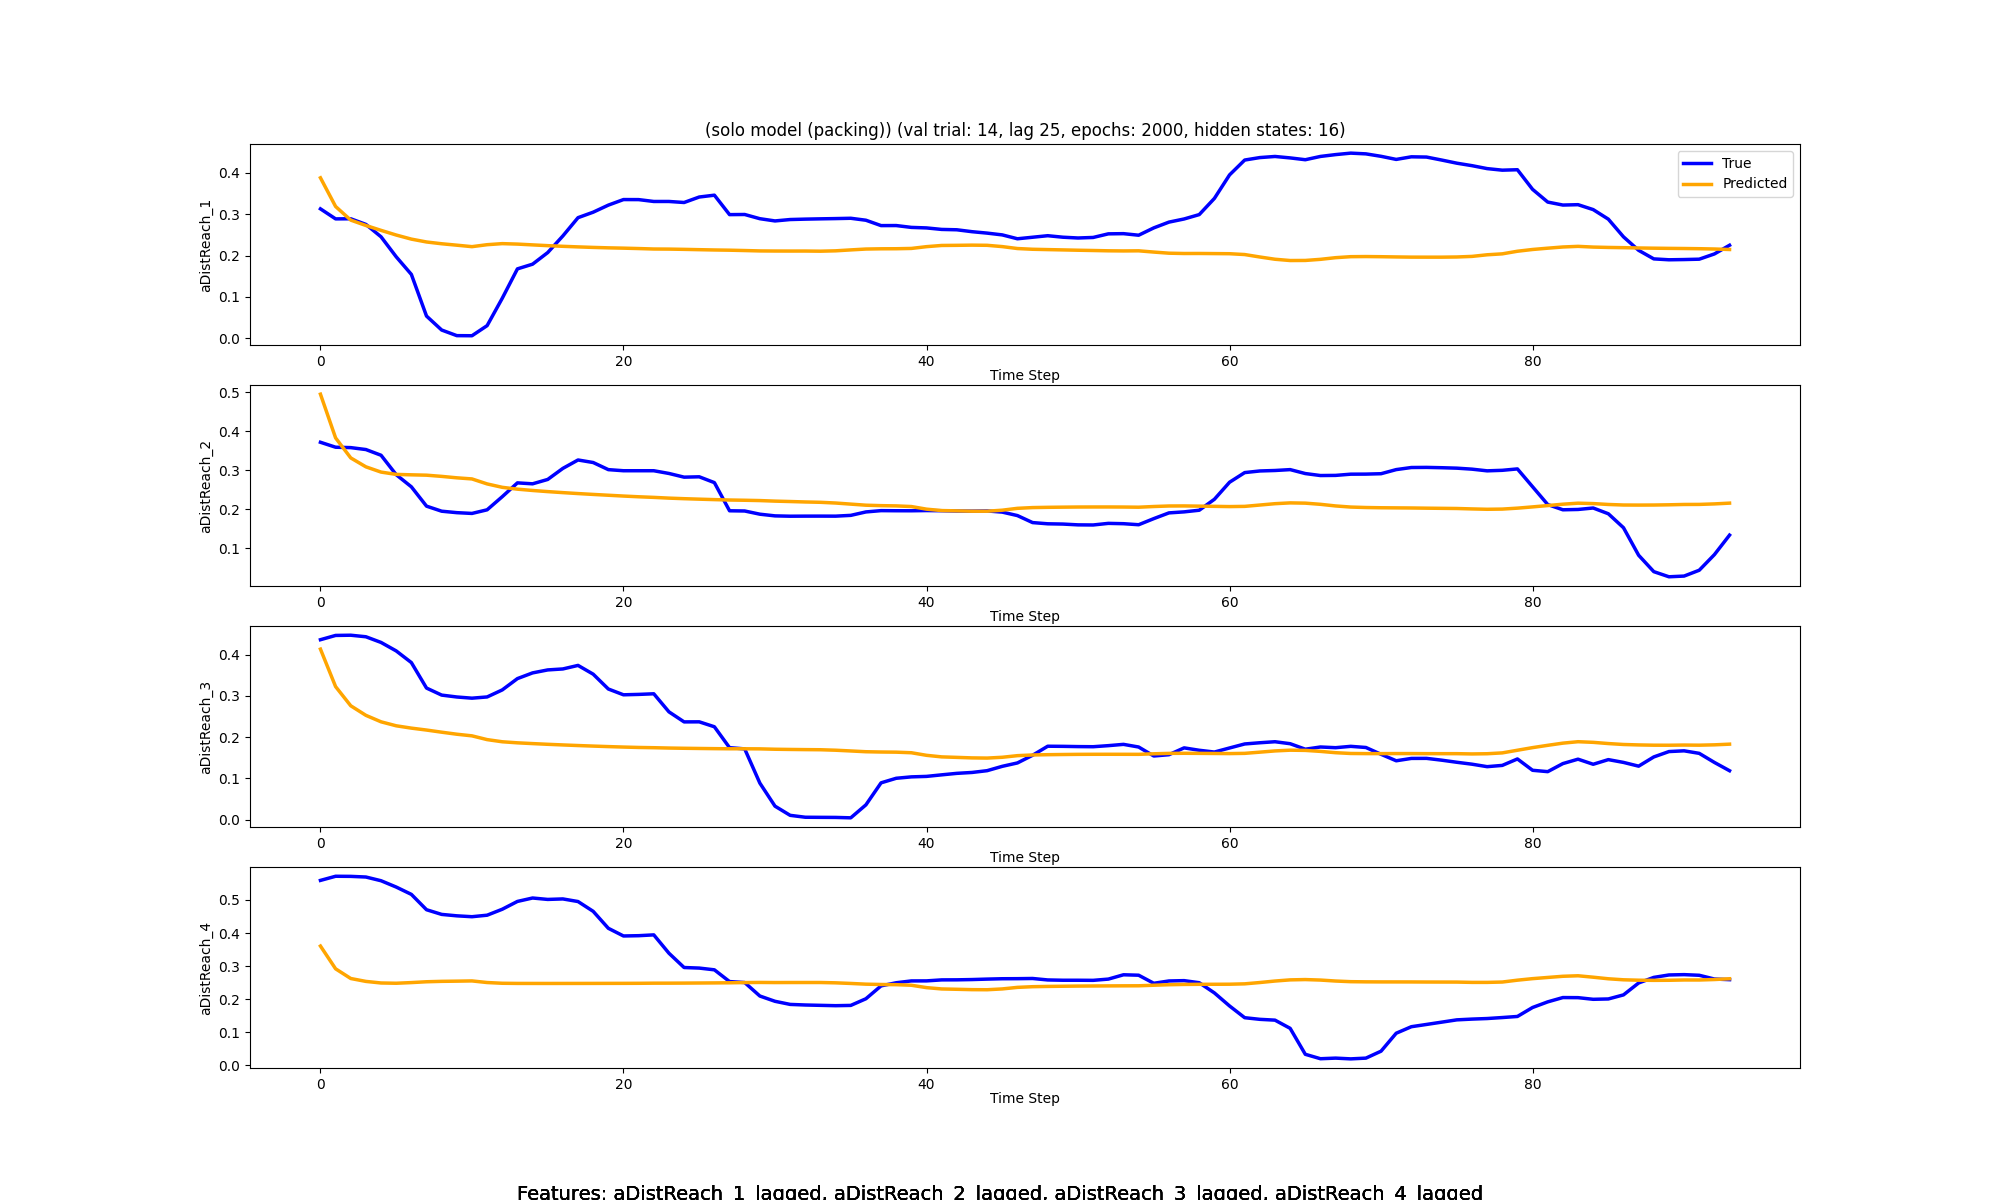 (solo model (packing)) (val trial: 14, lag 25, epochs: 2000, hidden states: 16)
True
Predicted
aDistReach_1
0.4
0.3
0.2
0.1
0.0
0 20 40 60 80
Time Step
aDistReach_2
0.5
0.4
0.3
0.2
0.1
0 20 40 60 80
Time Step
aDistReach_3
0.4
0.3
0.2
0.1
0.0
0 20 40 60 80
Time Step
aDistReach_4
0.5
0.4
0.3
0.2
0.1
0.0
0 20 40 60 80
Time Step
Features: aDistReach_1_lagged, aDistReach_2_lagged, aDistReach_3_lagged, aDistReach_4_lagged